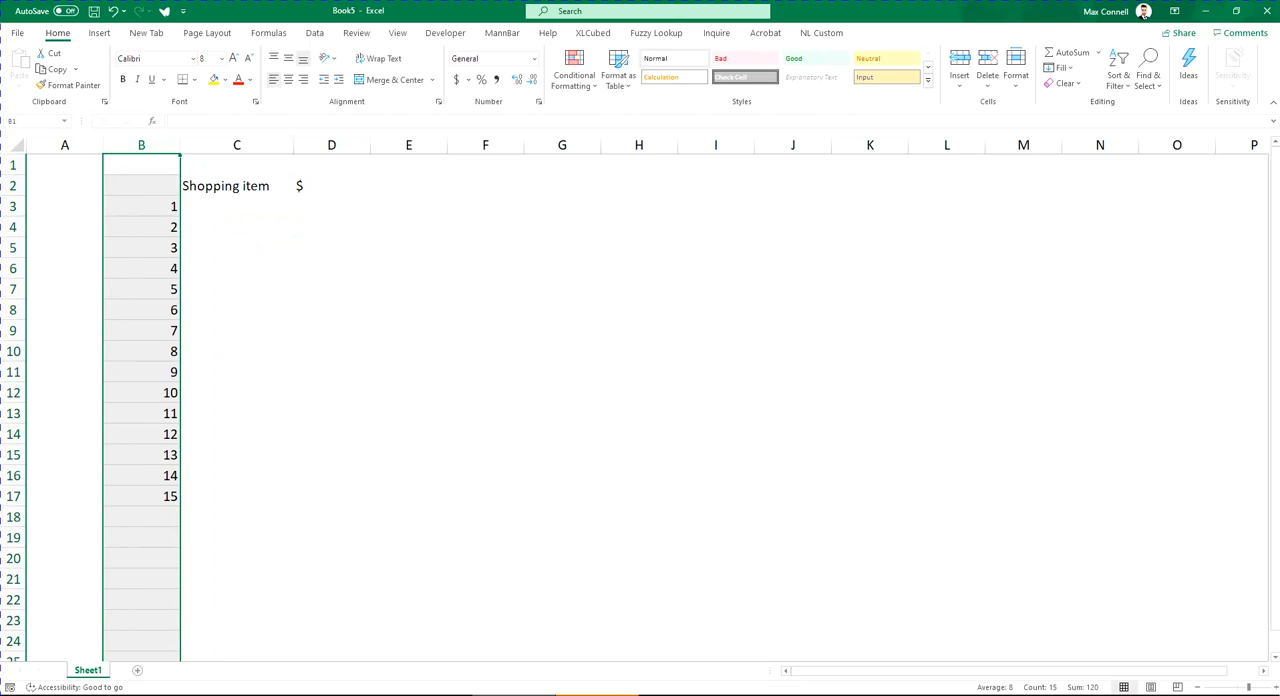 AutoSave Off Book5 - Excel Search Max Connell
File Home Insert New Tab Page Layout Formulas Data Review View Developer MannBar Help XLCubed Fuzzy Lookup Inquire Acrobat NL Custom Share Comments
Paste Cut Copy Format Painter Clipboard
Calibri 8 B I U Font
Wrap Text Merge & Center Alignment
General $ % Number
Conditional Formatting Format as Table
Normal Bad Good Neutral
Calculation Check Cell Explanatory Text Input
Styles
Insert Delete Format Cells
AutoSum Fill Clear Sort & Filter Find & Select Editing
Ideas Ideas
Sensitivity Sensitivity
B1 fx
A B C D E F G H I J K L M N O P
1
2 Shopping item $
3 1
4 2
5 3
6 4
7 5
8 6
9 7
10 8
11 9
12 10
13 11
14 12
15 13
16 14
17 15
18
19
20
21
22
23
24
25
Sheet1
Accessibility: Good to go Average: 8 Count: 15 Sum: 120